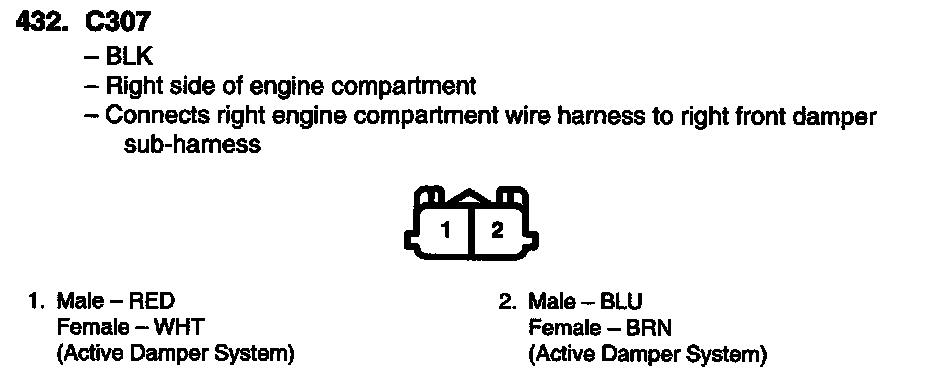 432. C307
– BLK
– Right side of engine compartment
– Connects right engine compartment wire harness to right front damper
sub-harness
1 2
1. Male – RED
Female – WHT
(Active Damper System)
2. Male – BLU
Female – BRN
(Active Damper System)